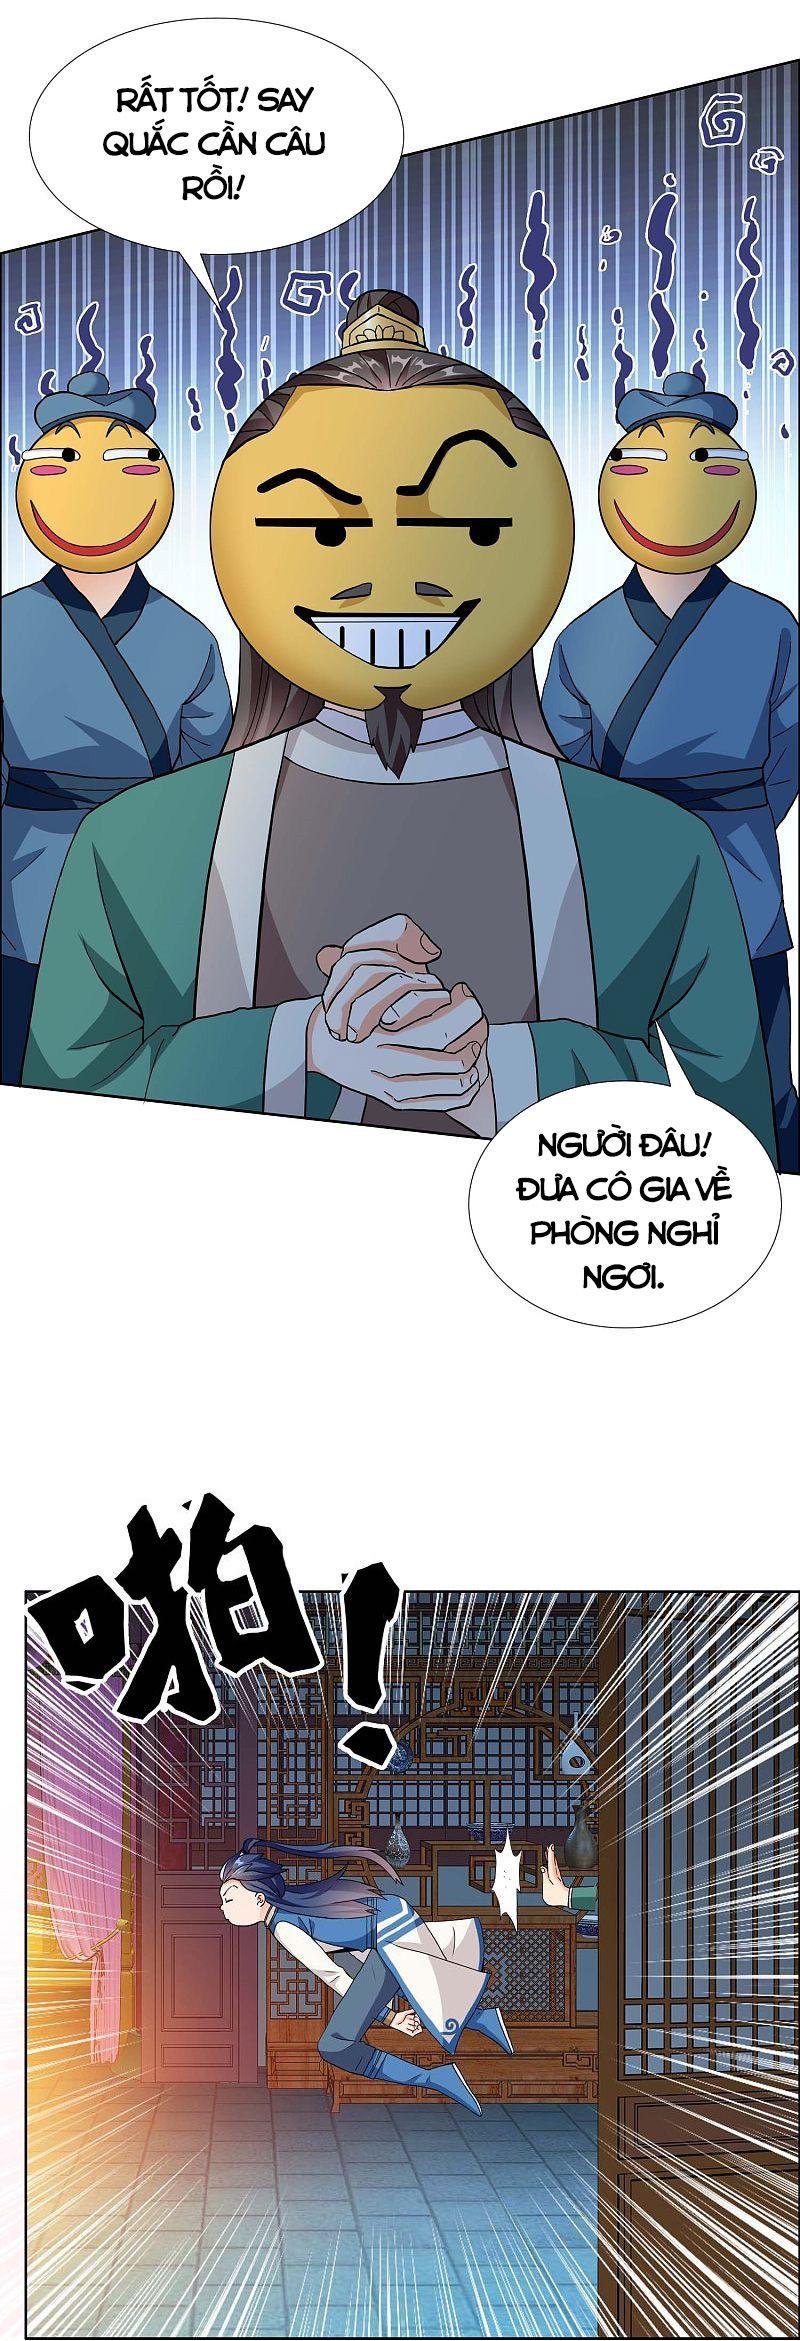 RẤT TỐT! SAY
QUẮC CẦN CÂU
RỒI!
NGƯỜI ĐÂU!
ĐƯA CÔ GIA VỀ
PHÒNG NGHỈ
NGƠI.
啪!